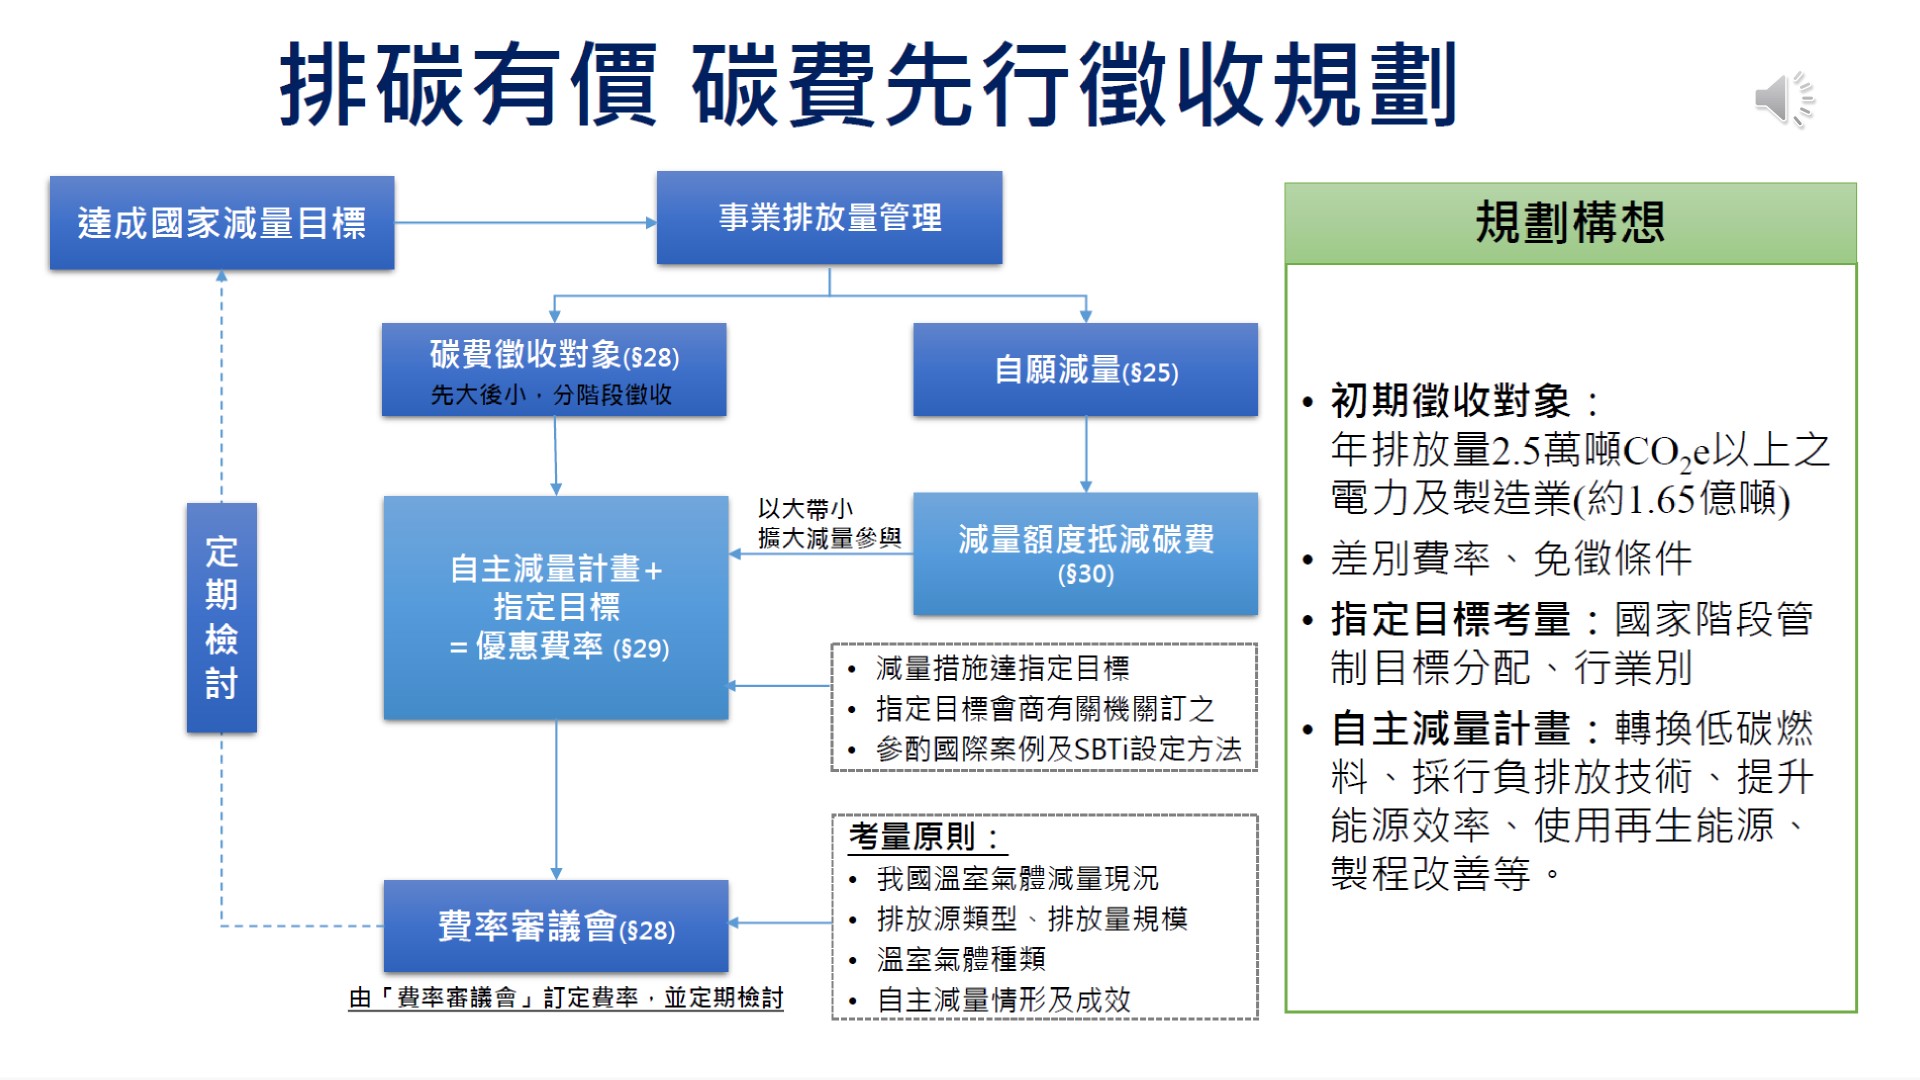 排碳有價 碳費先行徵收規劃
達成國家減量目標
事業排放量管理
碳費徵收對象(§28)
先大後小，分階段徵收
自願減量(§25)
自主減量計畫+
指定目標
=優惠費率 (§29)
以大帶小
擴大減量參與
減量額度抵減碳費
(§30)
定
期
檢
討
• 減量措施達指定目標
• 指定目標會商有關機關訂之
• 參酌國際案例及SBTi設定方法
費率審議會(§28)
由「費率審議會」訂定費率，並定期檢討
考量原則：
• 我國溫室氣體減量現況
• 排放源類型、排放量規模
• 溫室氣體種類
• 自主減量情形及成效
規劃構想
• 初期徵收對象：
年排放量2.5萬噸CO₂e以上之
電力及製造業(約1.65億噸)
• 差別費率、免徵條件
• 指定目標考量：國家階段管
制目標分配、行業別
• 自主減量計畫：轉換低碳燃
料、採行負排放技術、提升
能源效率、使用再生能源、
製程改善等。